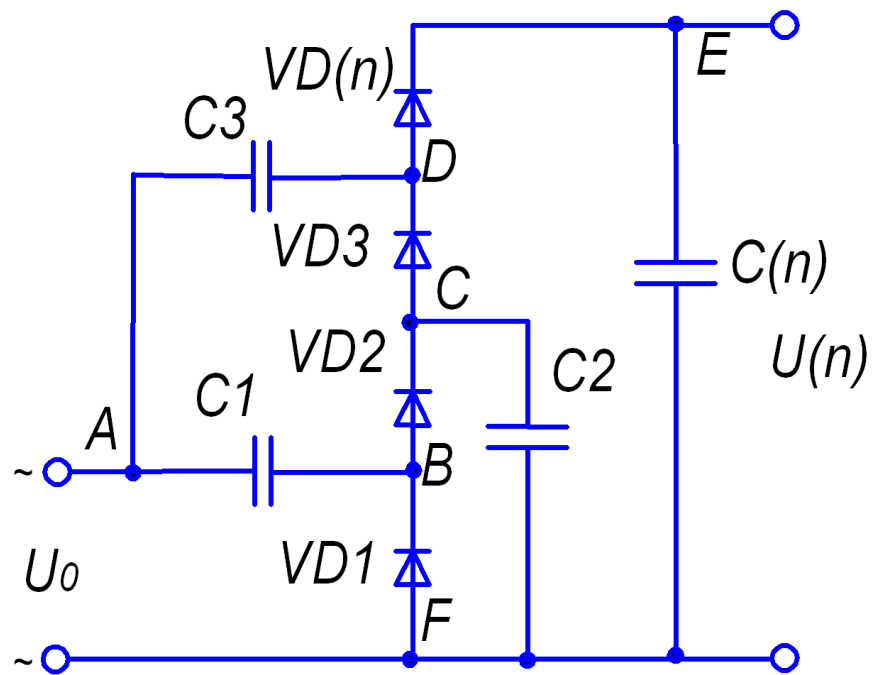 E
VD(n)
C3
D
VD3
C
C(n)
VD2
U(n)
C2
C1
A
~
B
VD1
U0
F
~